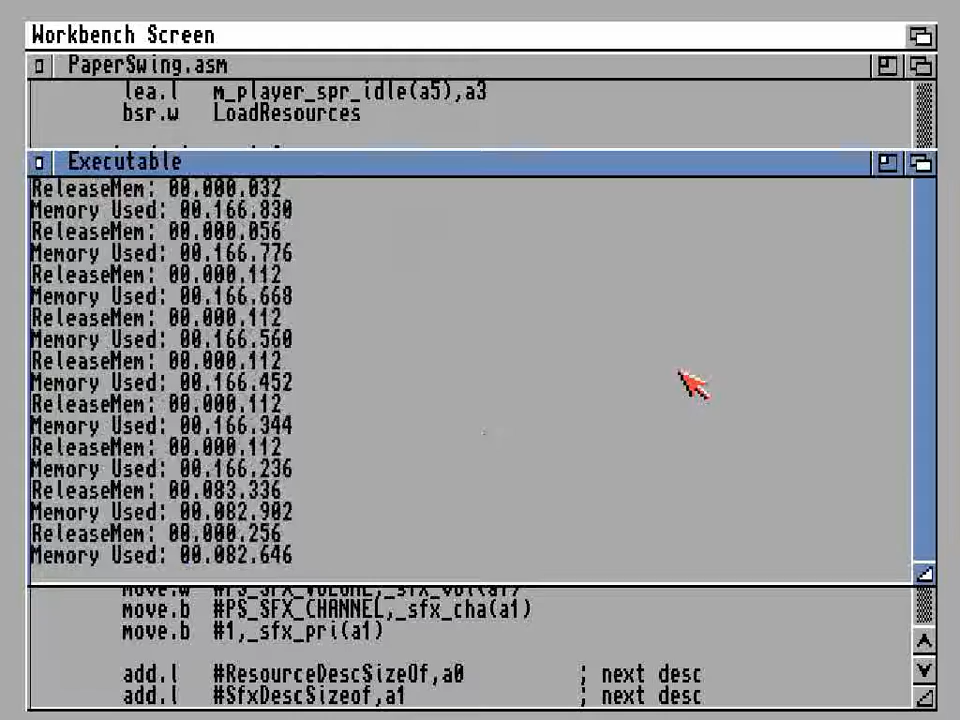 Workbench Screen
PaperSwing.asm
lea.l m_player_spr_idle(a5),a3
bsr.w LoadResources
Executable
ReleaseMem: 00.000.032
Memory Used: 00.166.830
ReleaseMem: 00.000.056
Memory Used: 00.166.776
ReleaseMem: 00.000.112
Memory Used: 00.166.668
ReleaseMem: 00.000.112
Memory Used: 00.166.560
ReleaseMem: 00.000.112
Memory Used: 00.166.452
ReleaseMem: 00.000.112
Memory Used: 00.166.344
ReleaseMem: 00.000.112
Memory Used: 00.166.236
ReleaseMem: 00.083.336
Memory Used: 00.082.902
ReleaseMem: 00.000.256
Memory Used: 00.082.646
move.w #PS_SFX_VOLUME,_sfx_vol(a1)
move.b #PS_SFX_CHANNEL,_sfx_cha(a1)
move.b #1,_sfx_pri(a1)
add.l #ResourceDescSizeOf,a0 ; next desc
add.l #SfxDescSizeof,a1 ; next desc